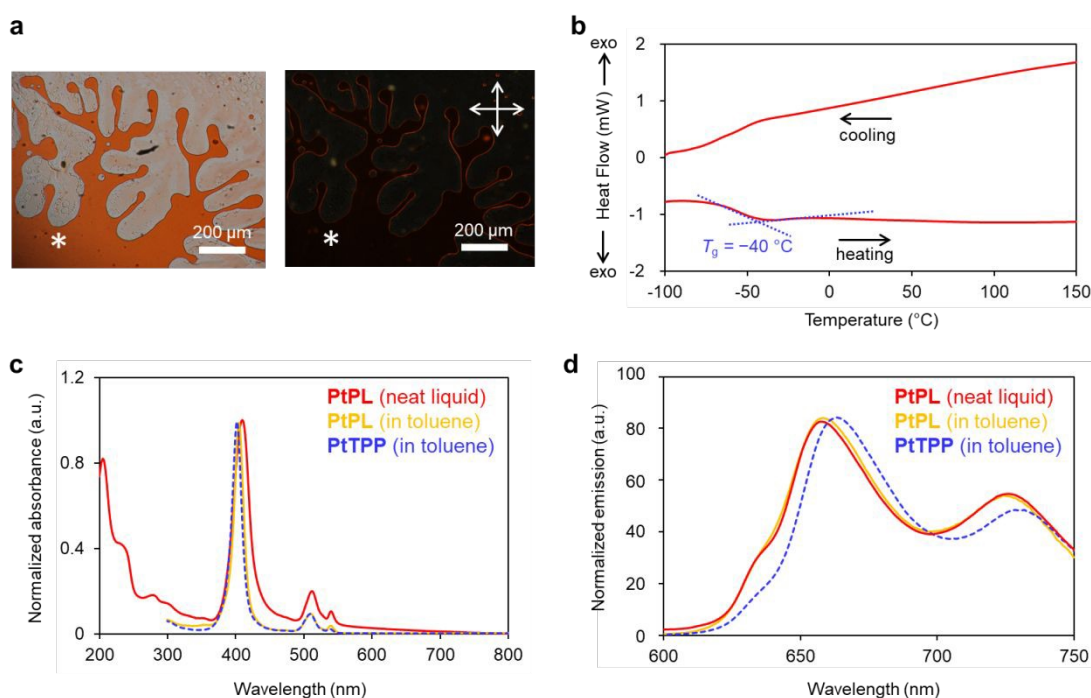 a
*
200 µm
*
200 µm
b
exo
Heat Flow (mW)
exo
2
1
0
-1
-2
cooling
heating
Tg = −40 °C
-100
-50
0
50
100
150
Temperature (°C)
c
Normalized absorbance (a.u.)
1.2
0.8
0.4
0
PtPL (neat liquid)
PtPL (in toluene)
PtTPP (in toluene)
200
300
400
500
600
700
800
Wavelength (nm)
d
Normalized emission (a.u.)
100
80
60
40
20
0
PtPL (neat liquid)
PtPL (in toluene)
PtTPP (in toluene)
600
650
700
750
Wavelength (nm)